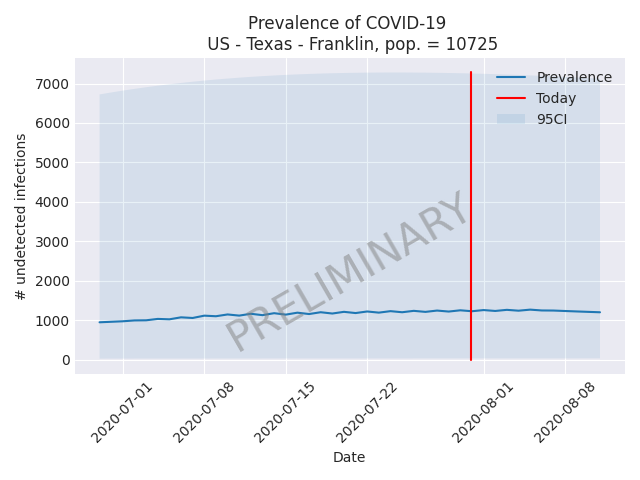 Prevalence of COVID-19
US - Texas - Franklin, pop. = 10725
Prevalence
Today
95CI
7000
6000
5000
4000
3000
2000
1000
0
# undetected infections
PRELIMINARY
2020-07-01
2020-07-08
2020-07-15
2020-07-22
2020-08-01
2020-08-08
Date